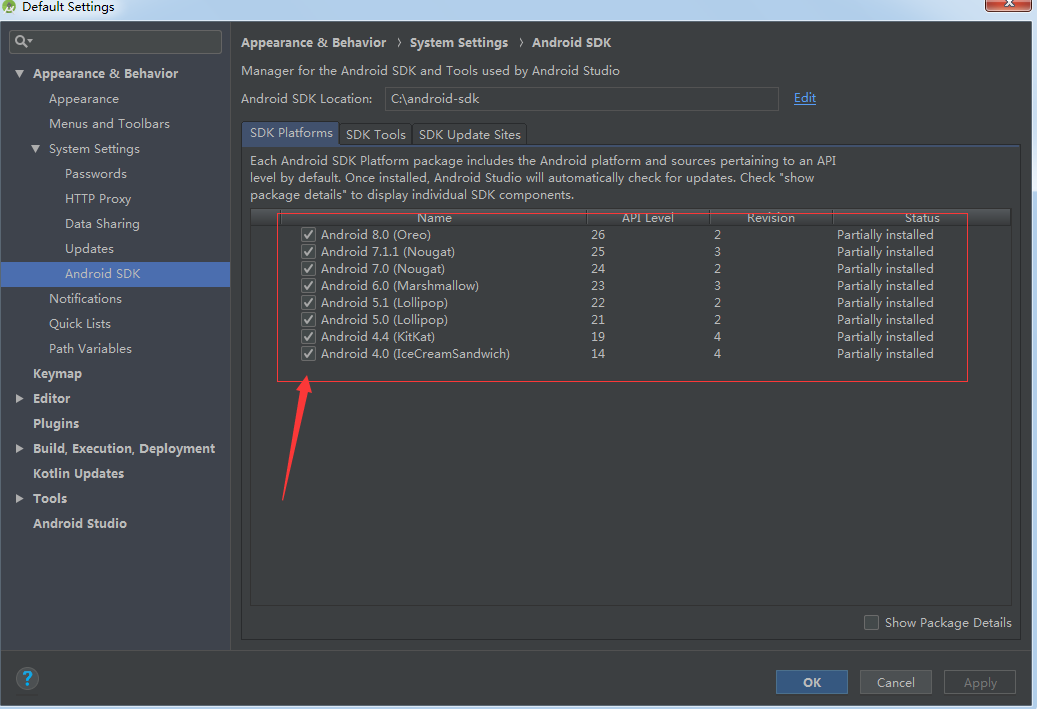 Default Settings
Appearance & Behavior
Appearance
Menus and Toolbars
System Settings
Passwords
HTTP Proxy
Data Sharing
Updates
Android SDK
Notifications
Quick Lists
Path Variables
Keymap
Editor
Plugins
Build, Execution, Deployment
Kotlin Updates
Tools
Android Studio
Appearance & Behavior › System Settings › Android SDK
Manager for the Android SDK and Tools used by Android Studio
Android SDK Location: C:\android-sdk Edit
SDK Platforms SDK Tools SDK Update Sites
Each Android SDK Platform package includes the Android platform and sources pertaining to an API
level by default. Once installed, Android Studio will automatically check for updates. Check "show
package details" to display individual SDK components.
Name API Level Revision Status
Android 8.0 (Oreo) 26 2 Partially installed
Android 7.1.1 (Nougat) 25 3 Partially installed
Android 7.0 (Nougat) 24 2 Partially installed
Android 6.0 (Marshmallow) 23 3 Partially installed
Android 5.1 (Lollipop) 22 2 Partially installed
Android 5.0 (Lollipop) 21 2 Partially installed
Android 4.4 (KitKat) 19 4 Partially installed
Android 4.0 (IceCreamSandwich) 14 4 Partially installed
Show Package Details
? OK Cancel Apply